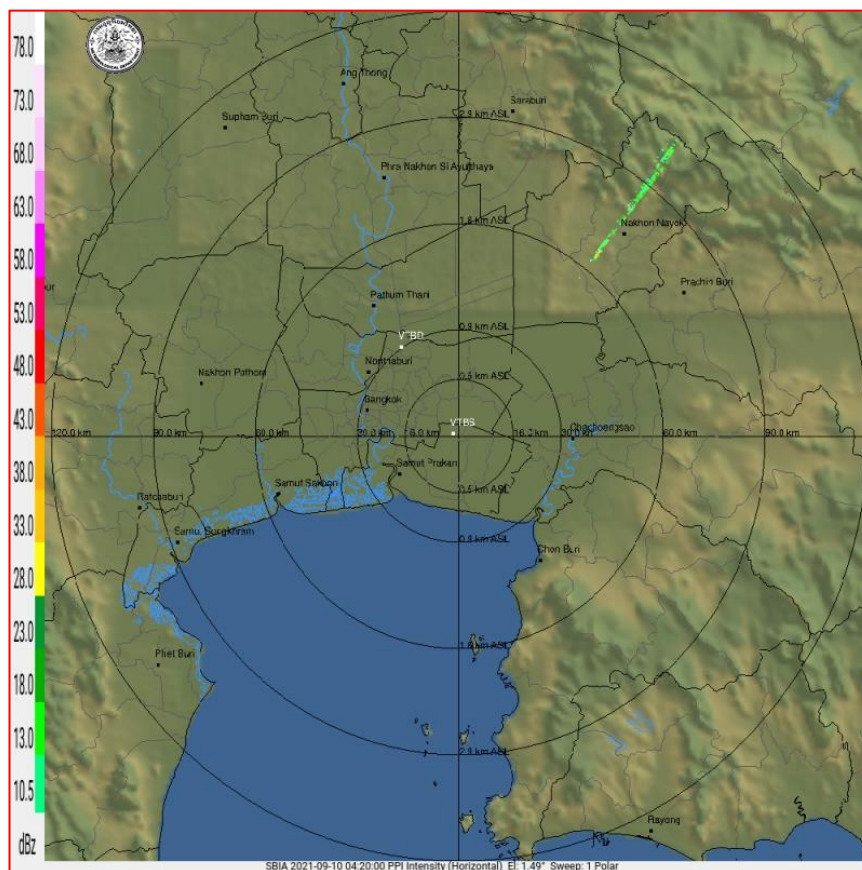 78.0
73.0
68.0
63.0
58.0
53.0
48.0
43.0
38.0
33.0
28.0
23.0
18.0
13.0
10.5
dBz
Ang Thong
Saraburi
Supham Buri
2.9 km ASL
Phra Nakhon Si Ayutthaya
1.8 km ASL
Nakhon Nayok
Prachin Buri
Pathum Thani
0.9 km ASL
VTBD
Nonthaburi
Nakhon Pathom
0.5 km ASL
Bangkok
VTBS
120.0 km
90.0 km
60.0 km
Chachoengsao
60.0 km
90.0 km
Samut Prakan
Samut Sakhon
0.5 km ASL
Ratchaburi
Samut Songkhram
0.9 km ASL
Chon Buri
1.8 km ASL
Phet Buri
2.9 km ASL
Rayong
SBIA 2021-09-10 04:20:00 PPI Intensity (Horizontal) El: 1.49° Sweep: 1 Polar